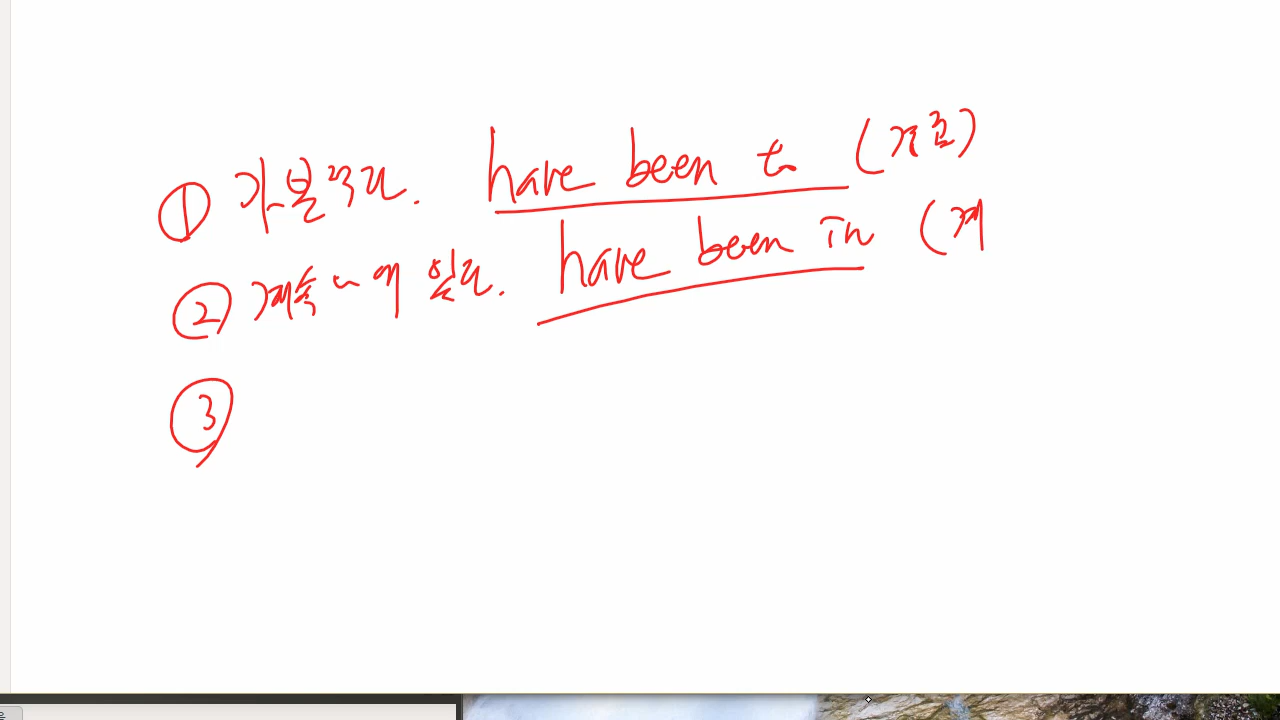 ① 가본적있다. have been to (경험)
② 계속 ~에 있다. have been in (계
③